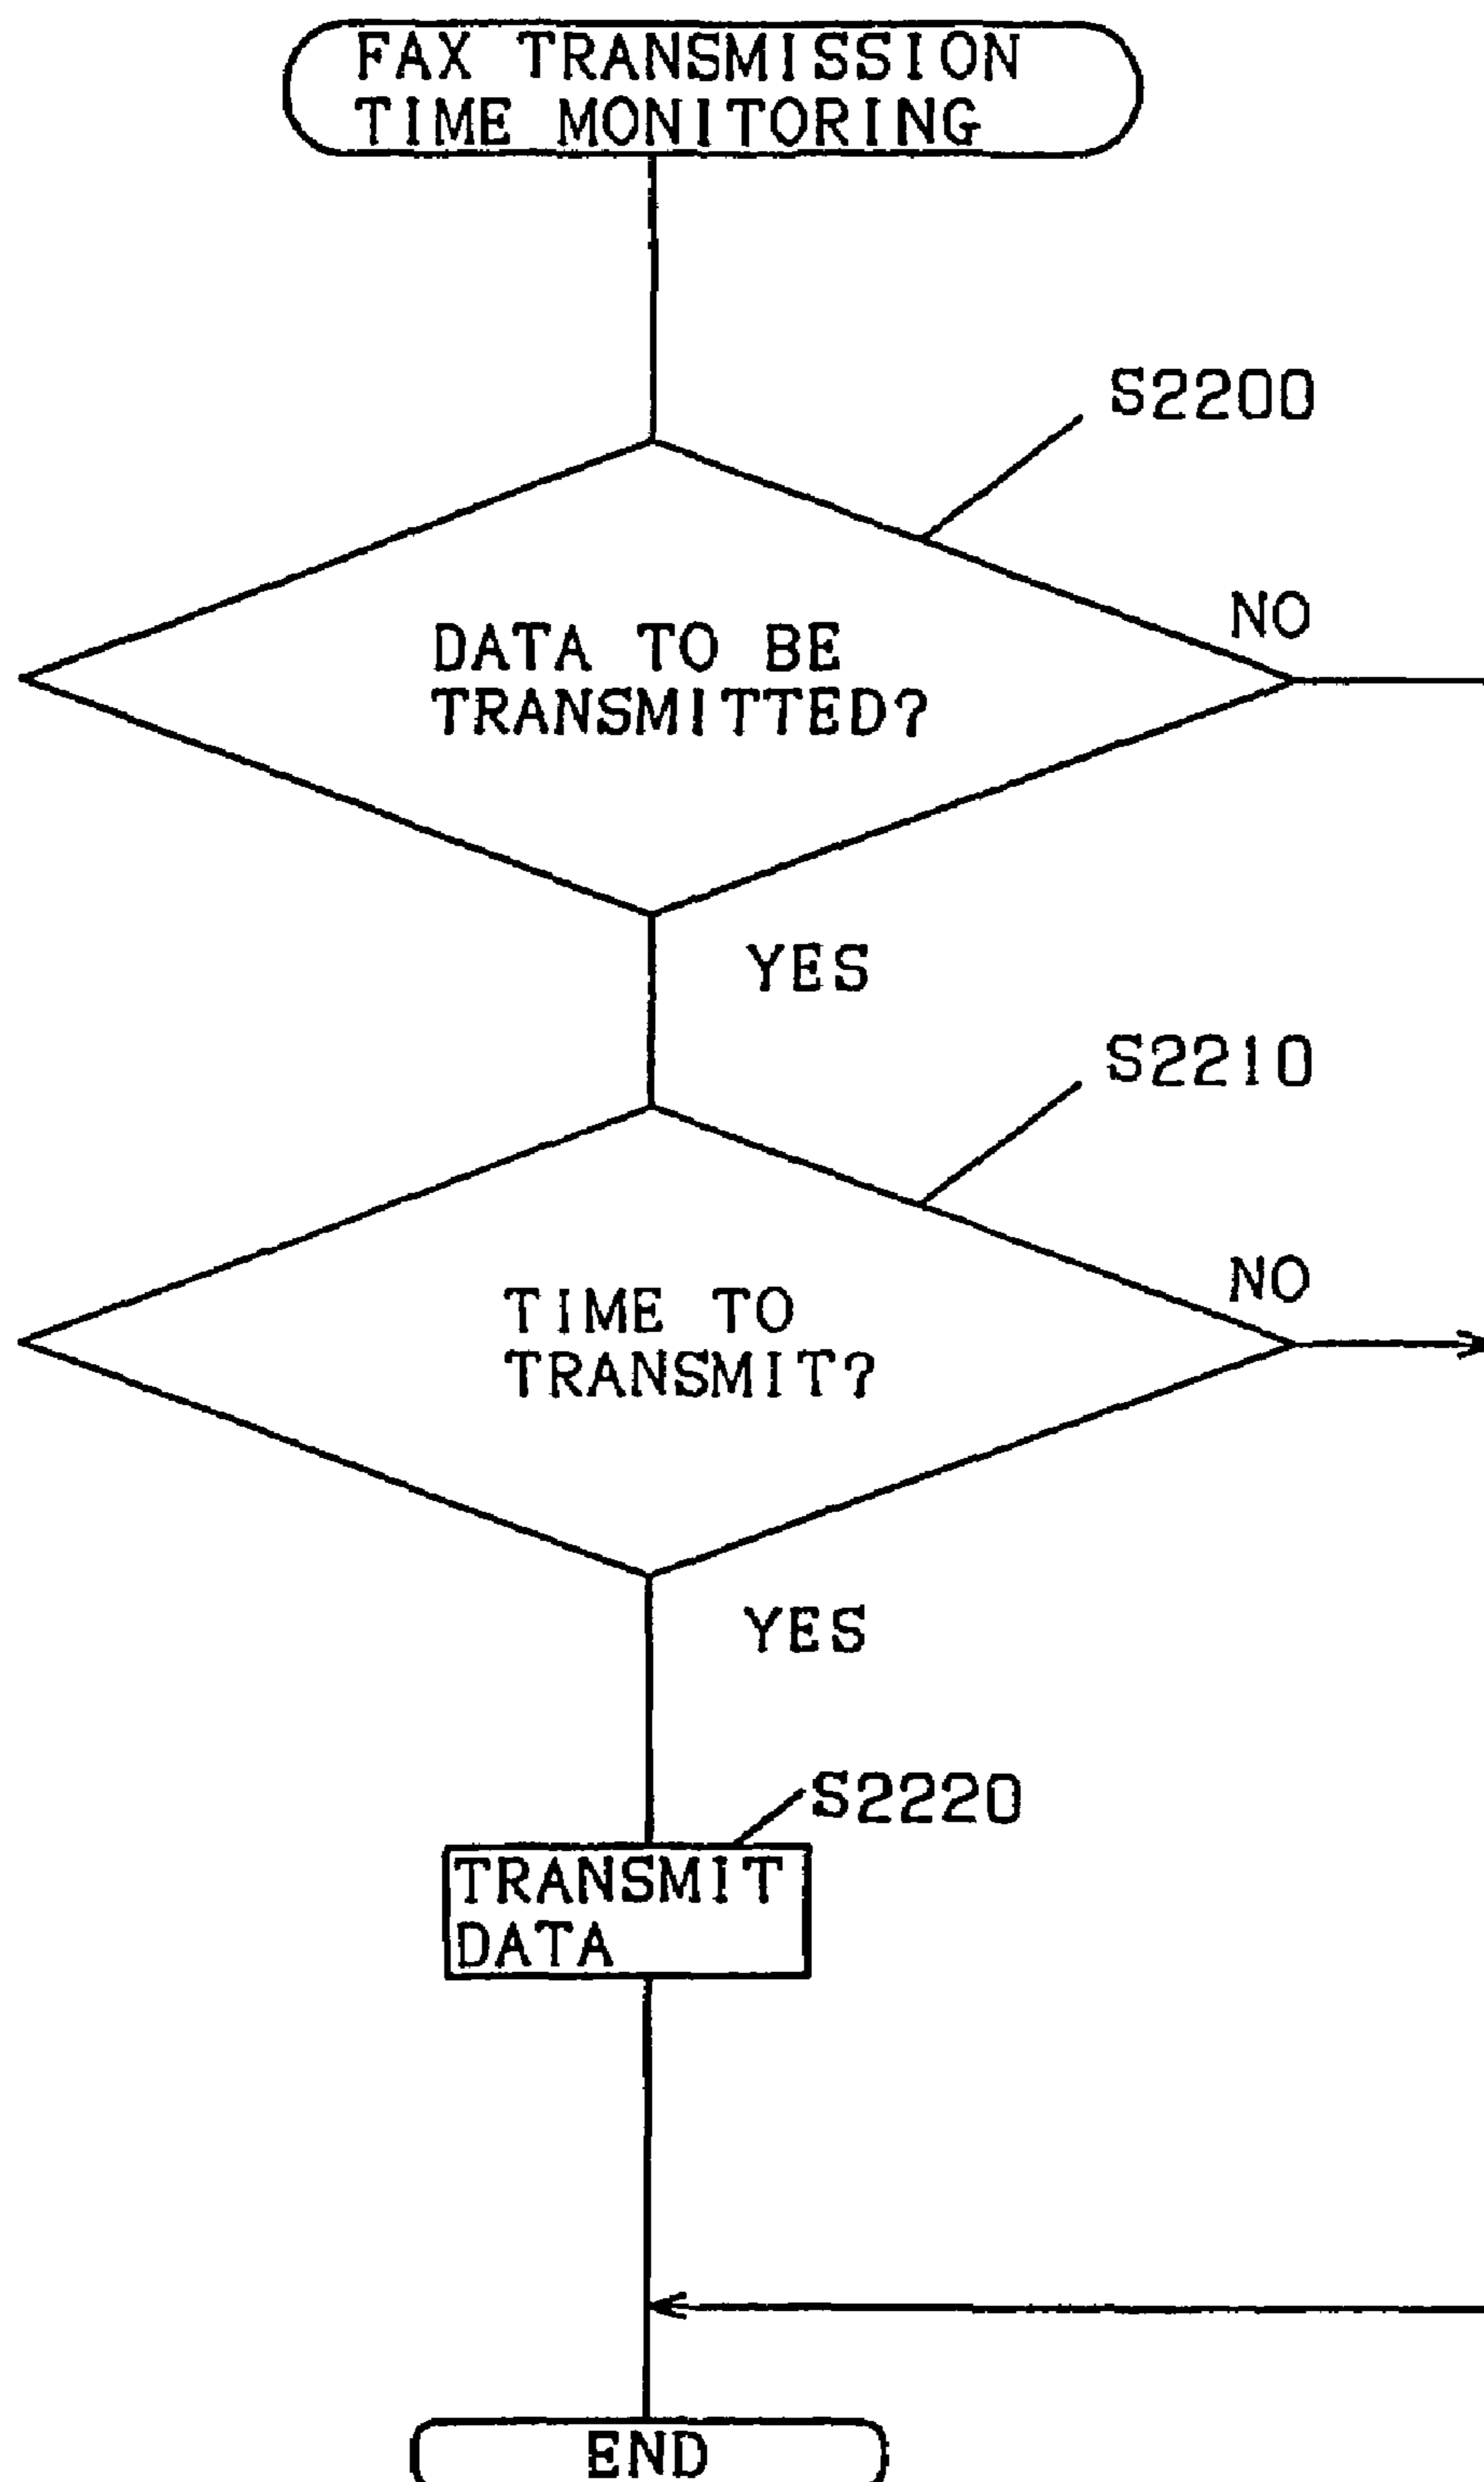 FAX TRANSMISSION
TIME MONITORING
S2200
NO
DATA TO BE
TRANSMITTED?
YES
S2210
NO
TIME TO
TRANSMIT?
YES
S2220
TRANSMIT
DATA
END